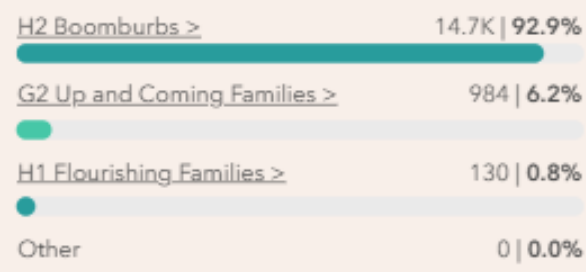 H2 Boomburbs > 14.7K | 92.9%
G2 Up and Coming Families > 984 | 6.2%
H1 Flourishing Families > 130 | 0.8%
Other 0 | 0.0%